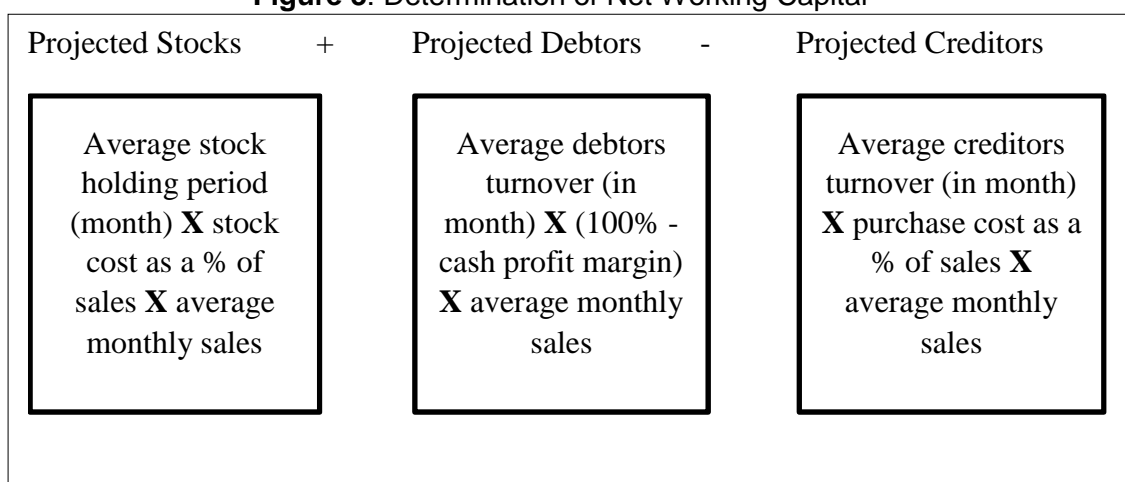 Figure 3: Determination of Net Working Capital
Projected Stocks + Projected Debtors - Projected Creditors
Average stock
holding period
(month) X stock
cost as a % of
sales X average
monthly sales
Average debtors
turnover (in
month) X (100% -
cash profit margin)
X average monthly
sales
Average creditors
turnover (in month)
X purchase cost as a
% of sales X
average monthly
sales